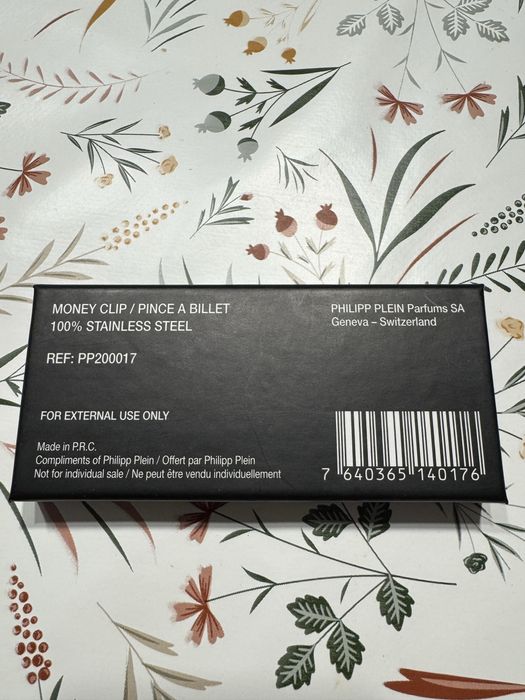 MONEY CLIP / PINCE A BILLET
100% STAINLESS STEEL
PHILIPP PLEIN Parfums SA
Geneva – Switzerland
REF: PP200017
FOR EXTERNAL USE ONLY
Made in P.R.C.
Compliments of Philipp Plein / Offert par Philipp Plein
Not for individual sale / Ne peut être vendu individuellement
7 640365 140176